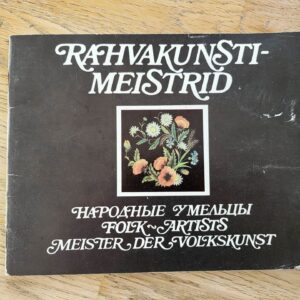 RAHVAKUNSTI-
MEISTRID
НАРОДНЫЕ УМЕЛЬЦЫ
FOLK~ARTISTS
MEISTER DER VOLKSKUNST